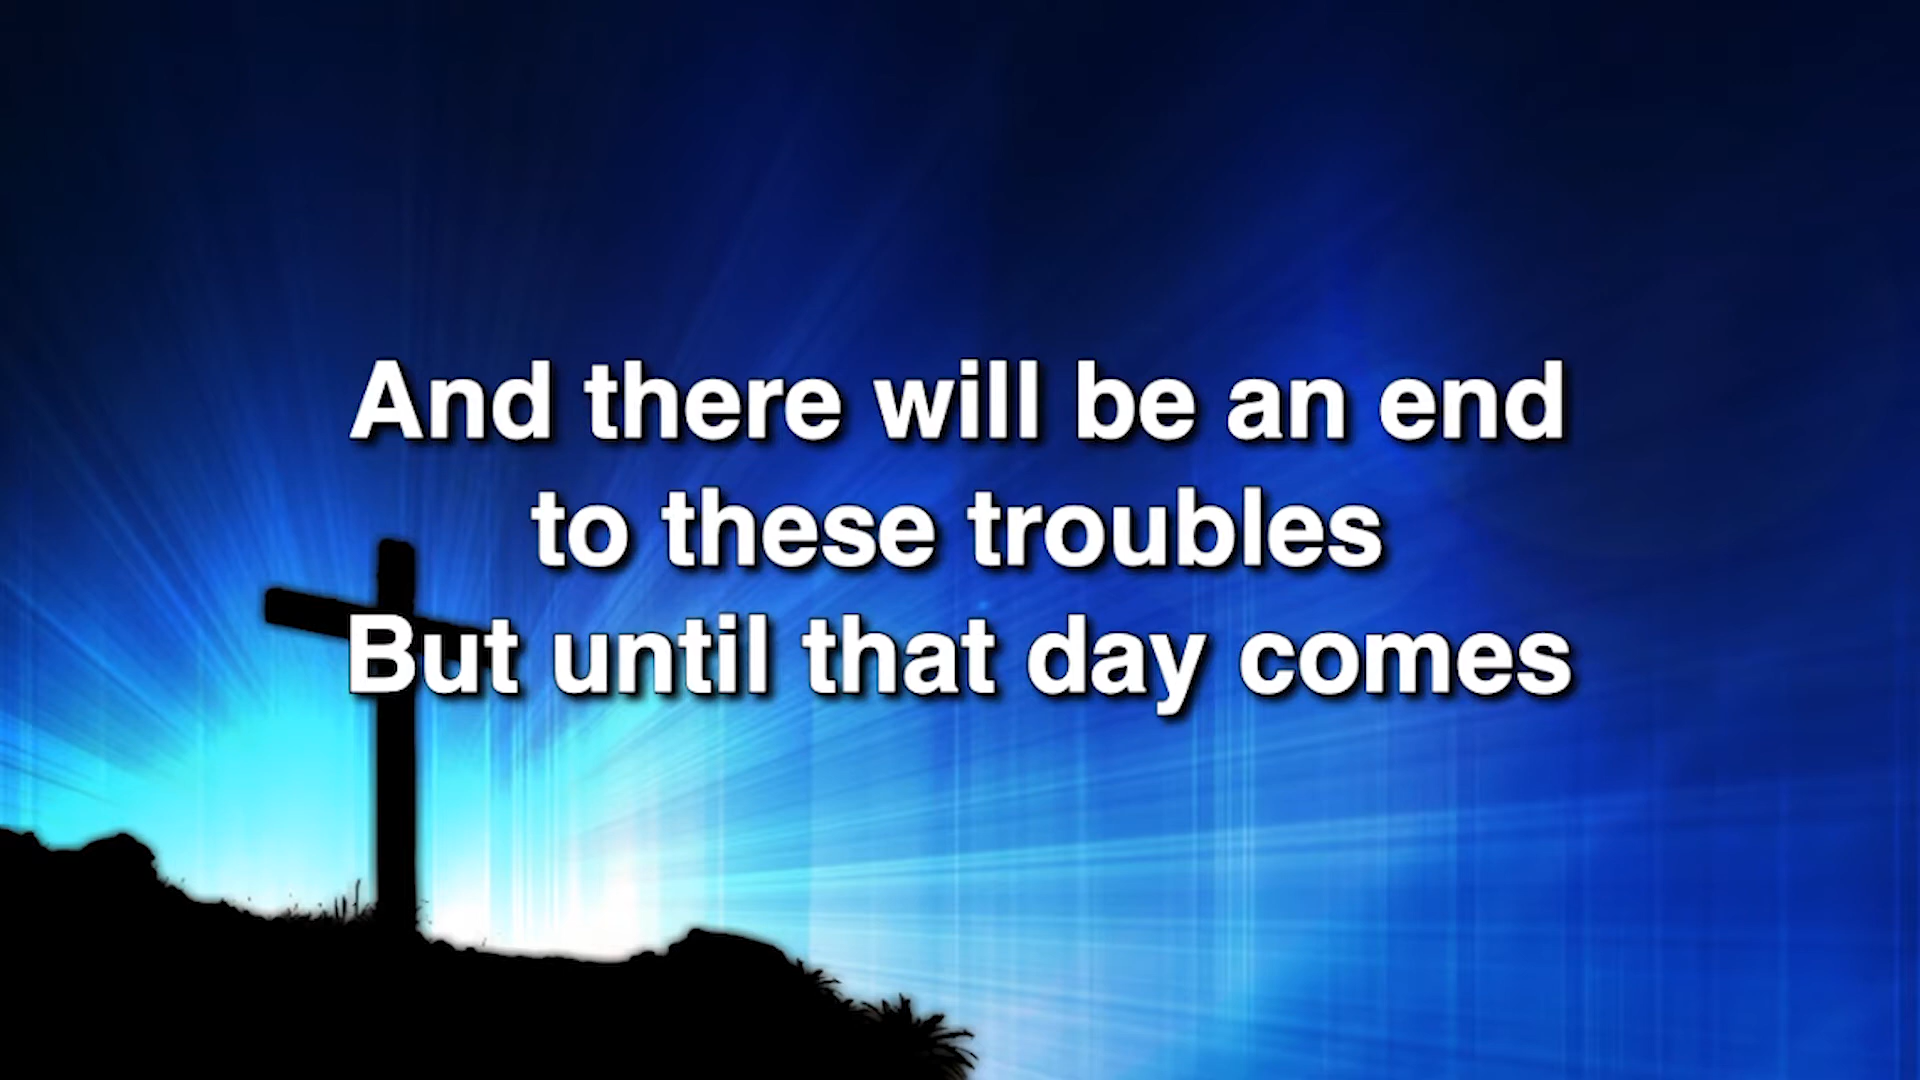 And there will be an end
to these troubles
But until that day comes